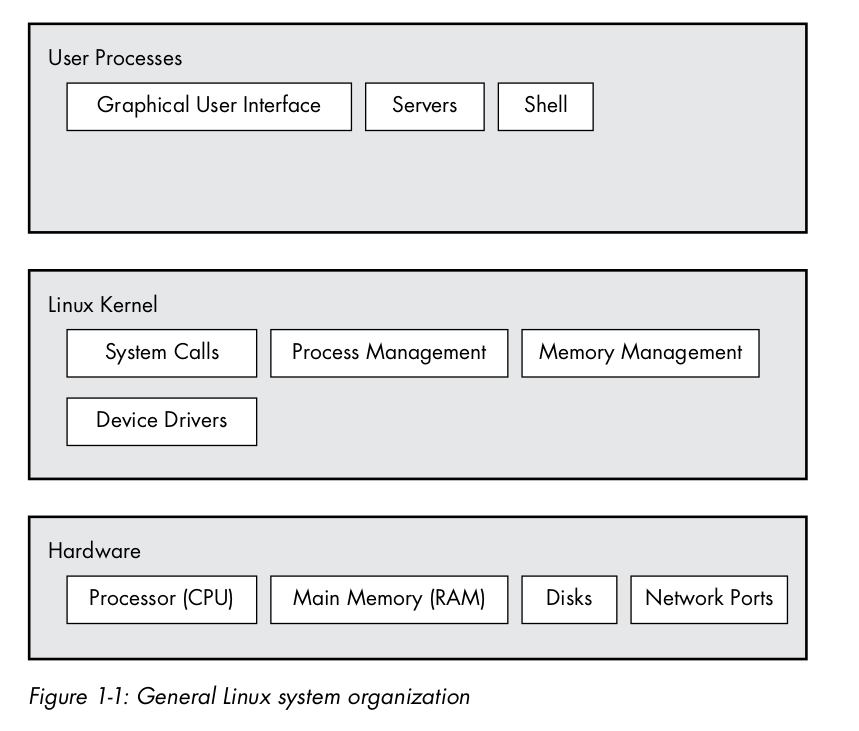 User Processes
Graphical User Interface
Servers
Shell
Linux Kernel
System Calls
Process Management
Memory Management
Device Drivers
Hardware
Processor (CPU)
Main Memory (RAM)
Disks
Network Ports
Figure 1-1: General Linux system organization